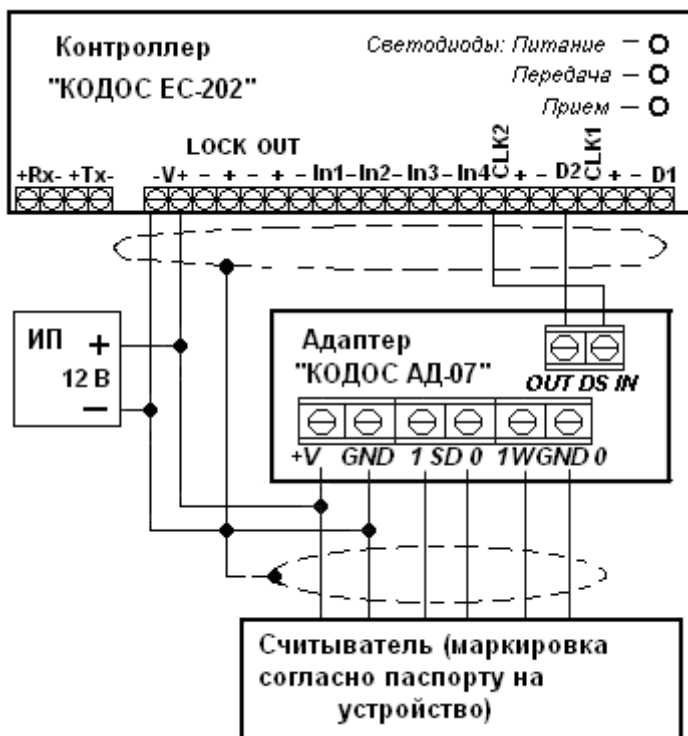 Контроллер
"КОДОС ЕС-202"
Светодиоды: Питание –
Передача –
Прием –
LOCK OUT
CLK2
CLK1
+Rx- +Tx-
-V+ - + - + - In1- In2- In3- In4 + - D2 + - D1
ИП +
12 В
–
Адаптер
"КОДОС АД-07"
OUT DS IN
+V GND 1 SD 0 1WGND 0
Считыватель (маркировка
согласно паспорту на
устройство)